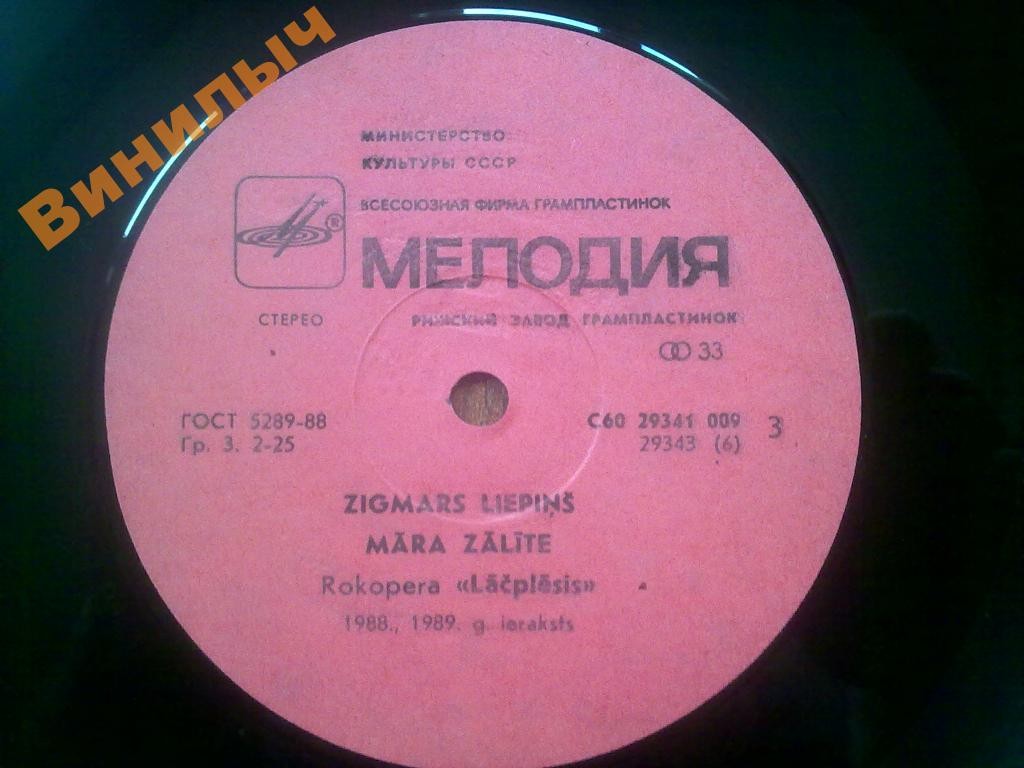 Винилыч
МИНИСТЕРСТВО
КУЛЬТУРЫ СССР
ВСЕСОЮЗНАЯ ФИРМА ГРАМПЛАСТИНОК
МЕЛОДИЯ
®
СТЕРЕО
РИЖСКИЙ ЗАВОД ГРАМПЛАСТИНОК
33
ГОСТ 5289-88
Гр. 3. 2-25
С60 29341 009
29343 (6)
3
ZIGMARS LIEPIŅŠ
MĀRA ZĀLĪTE
Rokopera «Lāčplēsis»
1988., 1989. g. ieraksts